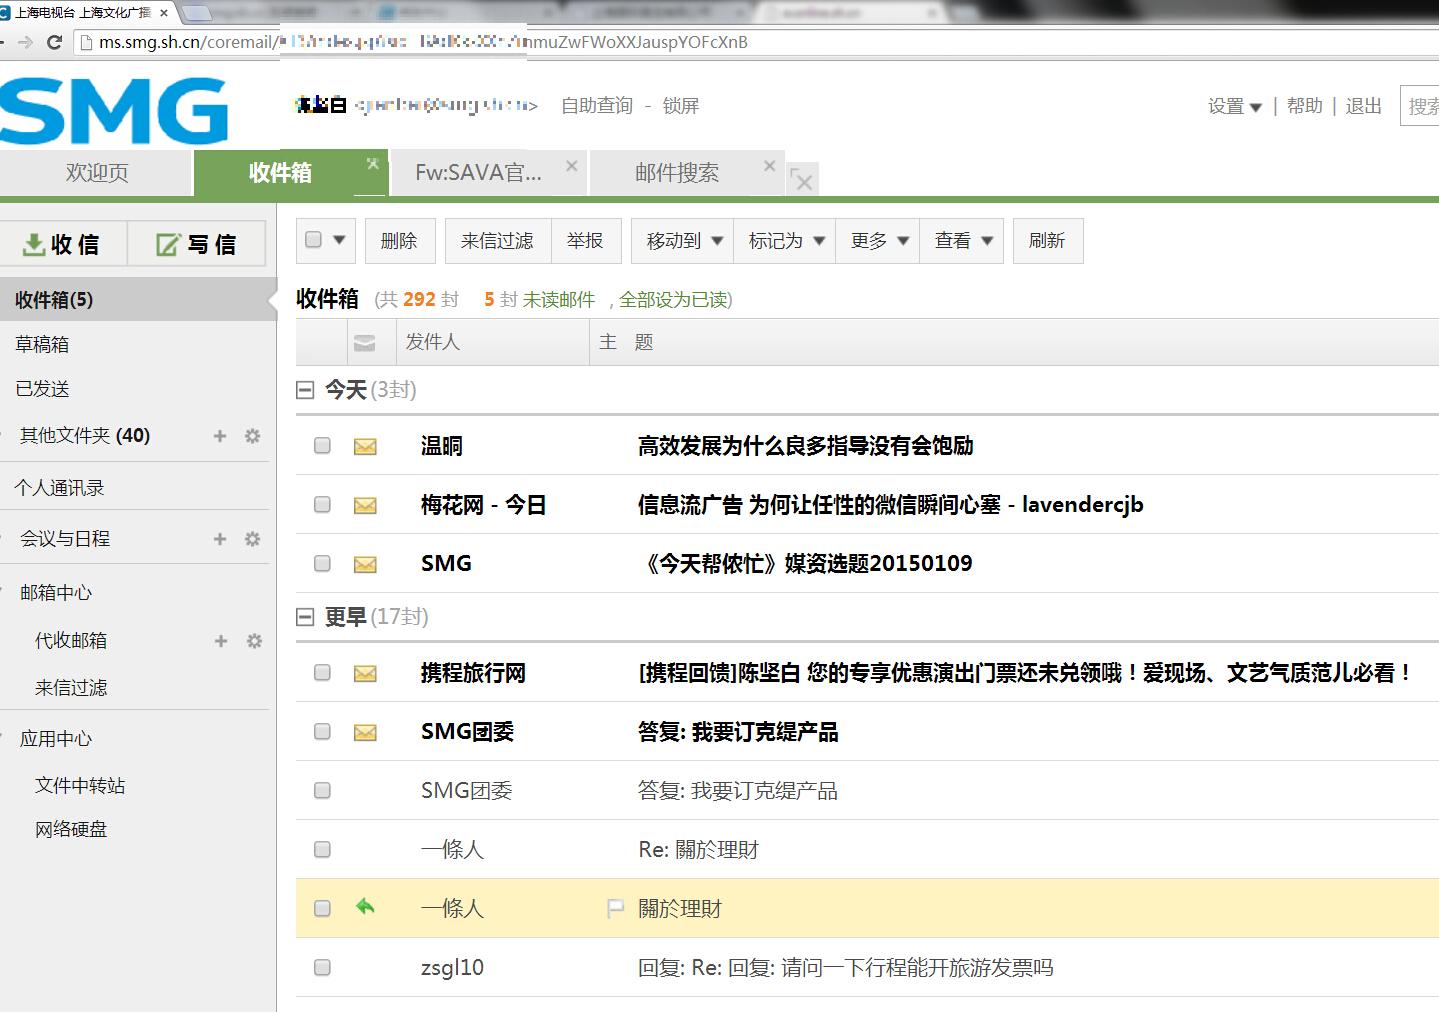 上海电视台 上海文化广播
ms.smg.sh.cn/coremail/
nmuZwFWoXXJauspYOFcXnB
SMG
自助查询 - 锁屏
设置 | 帮助 | 退出
搜索
欢迎页
收件箱
Fw:SAVA官...
邮件搜索
收信
写信
删除
来信过滤
举报
移动到
标记为
更多
查看
刷新
收件箱(5)
草稿箱
已发送
其他文件夹 (40)
个人通讯录
会议与日程
邮箱中心
代收邮箱
来信过滤
应用中心
文件中转站
网络硬盘
收件箱 (共 292 封 5 封 未读邮件 , 全部设为已读)
发件人 主 题
今天 (3封)
温晍 高效发展为什么良多指导没有会饱励
梅花网 - 今日 信息流广告 为何让任性的微信瞬间心塞 - lavendercjb
SMG 《今天帮侬忙》媒资选题20150109
更早 (17封)
携程旅行网 [携程回馈]陈坚白 您的专享优惠演出门票还未兑领哦！爱现场、文艺气质范儿必看！
SMG团委 答复: 我要订克缇产品
SMG团委 答复: 我要订克缇产品
一條人 Re: 關於理財
一條人 關於理財
zsgl10 回复: Re: 回复: 请问一下行程能开旅游发票吗